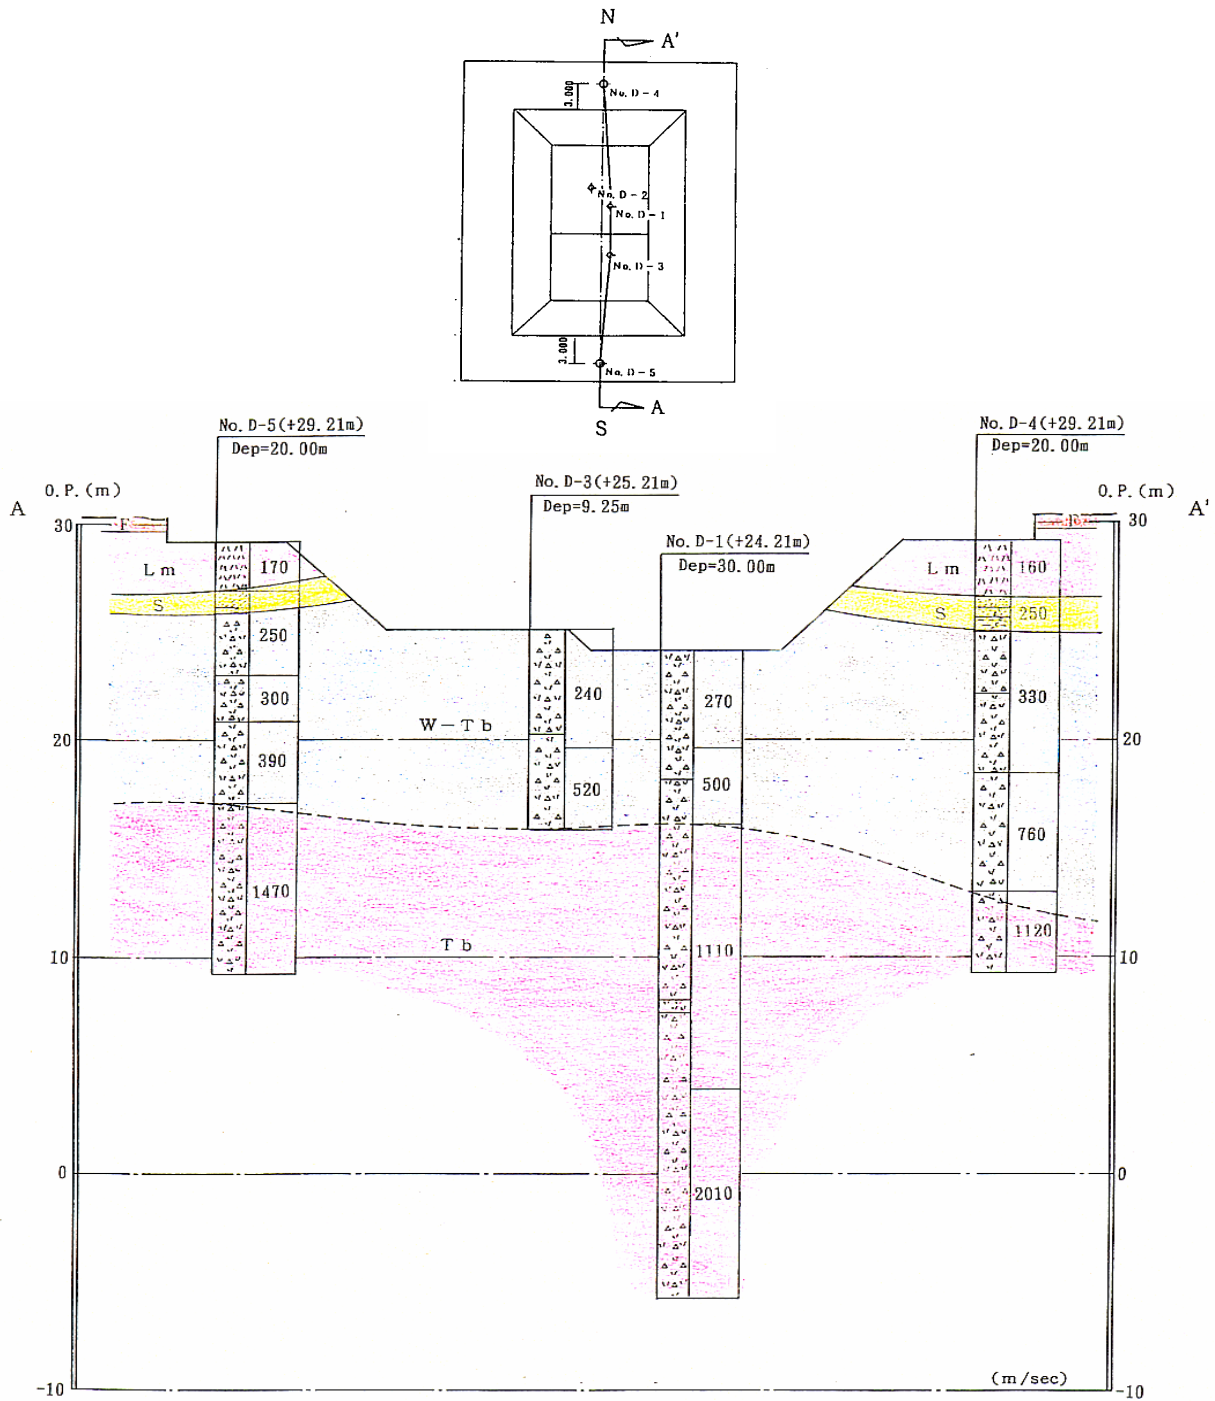 N
A'
3.000
No. D-4
No. D-2
No. D-1
No. D-3
3.000
No. D-5
A
S
No. D-5(+29.21m)
Dep=20.00m
No. D-4(+29.21m)
Dep=20.00m
No. D-3(+25.21m)
Dep=9.25m
No. D-1(+24.21m)
Dep=30.00m
A
O.P.(m)
O.P.(m)
A'
30
F
30
Lm
170
Lm
160
S
S
250
250
300
240
270
330
W-Tb
20
20
390
520
500
760
1470
1120
Tb
1110
10
10
0
0
2010
(m/sec)
-10
-10